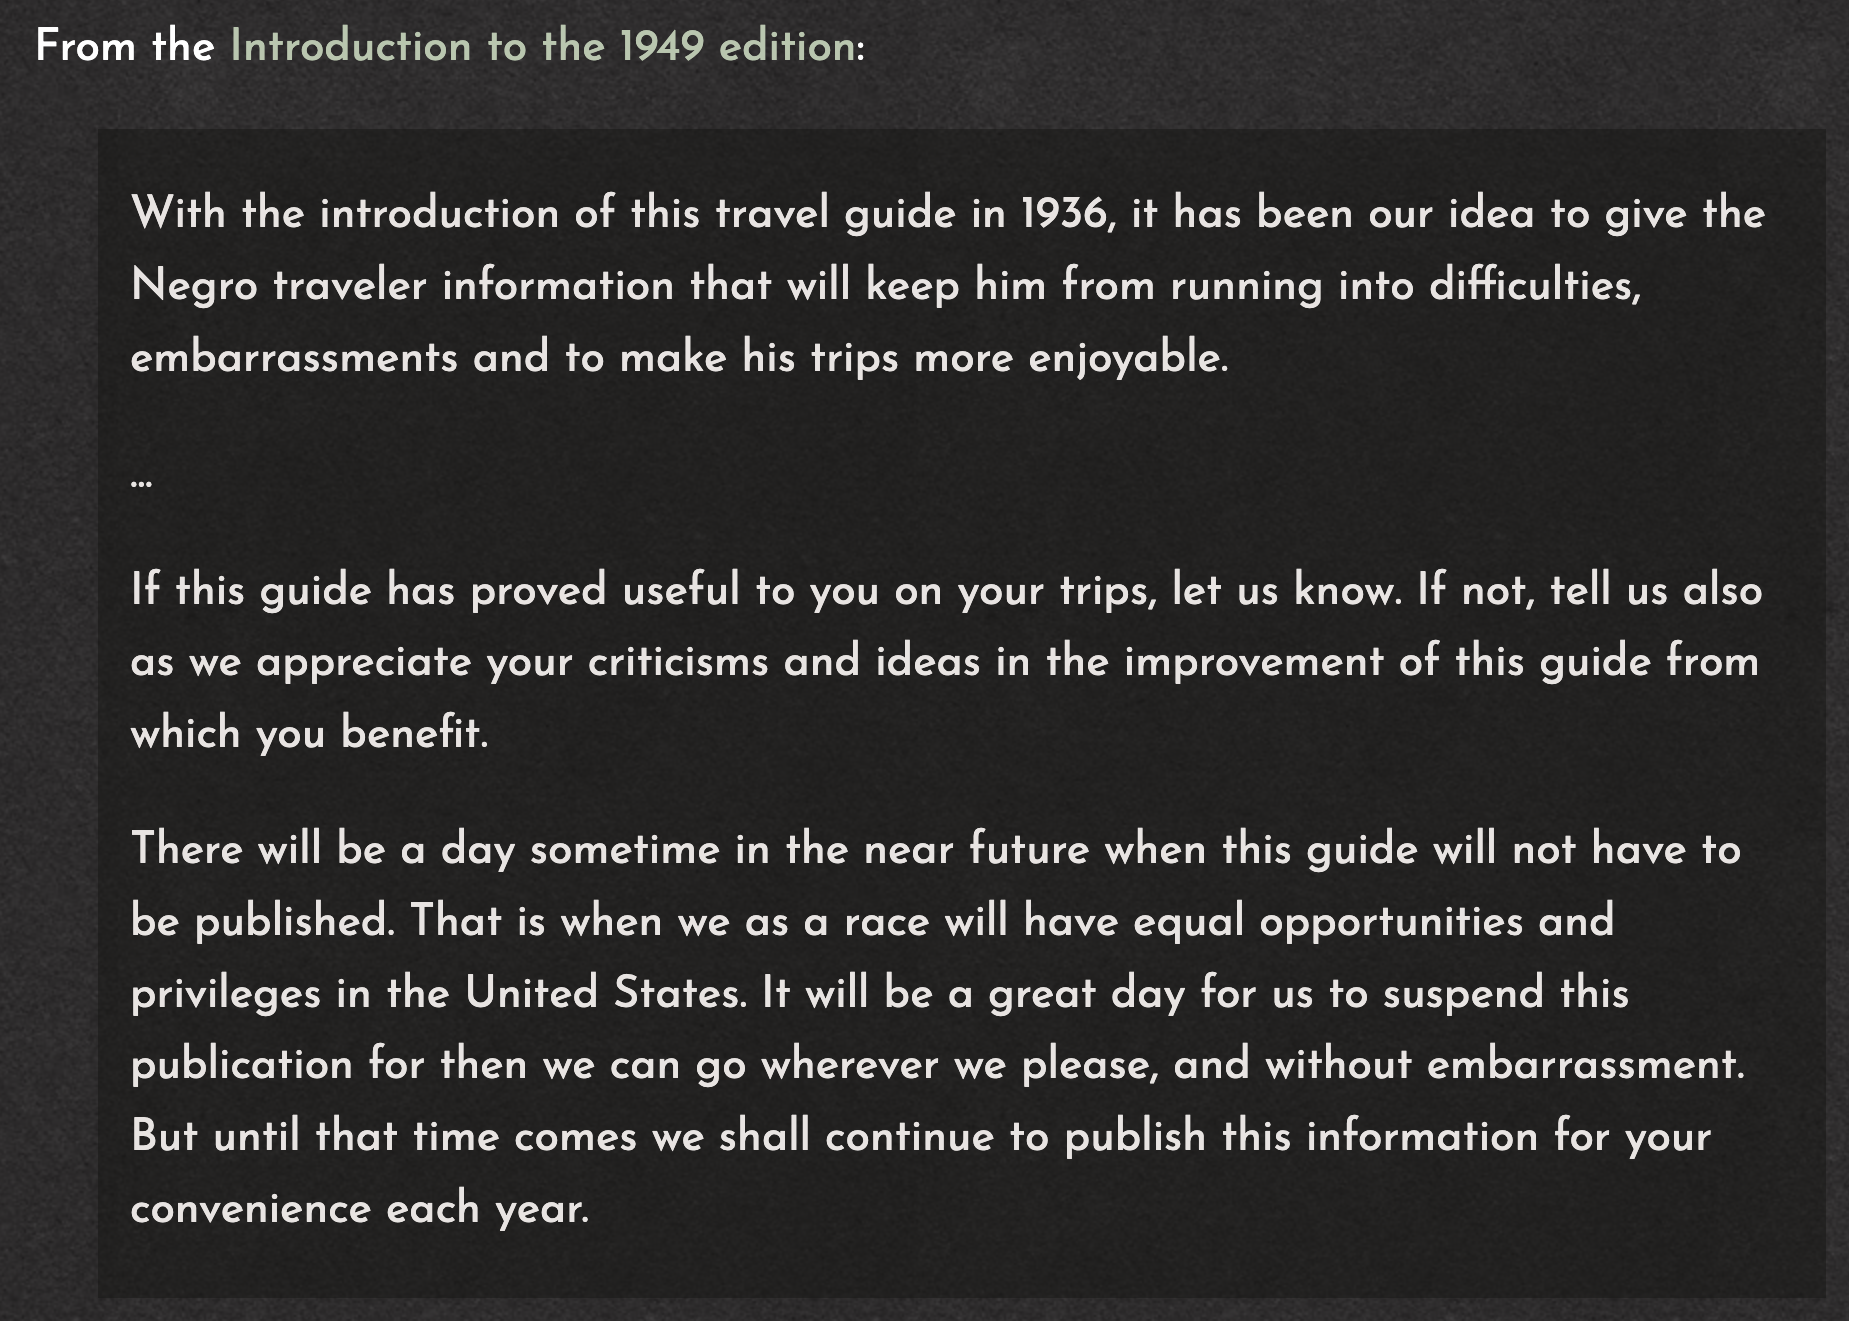 From the Introduction to the 1949 edition:
With the introduction of this travel guide in 1936, it has been our idea to give the
Negro traveler information that will keep him from running into difficulties,
embarrassments and to make his trips more enjoyable.
...
If this guide has proved useful to you on your trips, let us know. If not, tell us also
as we appreciate your criticisms and ideas in the improvement of this guide from
which you benefit.
There will be a day sometime in the near future when this guide will not have to
be published. That is when we as a race will have equal opportunities and
privileges in the United States. It will be a great day for us to suspend this
publication for then we can go wherever we please, and without embarrassment.
But until that time comes we shall continue to publish this information for your
convenience each year.